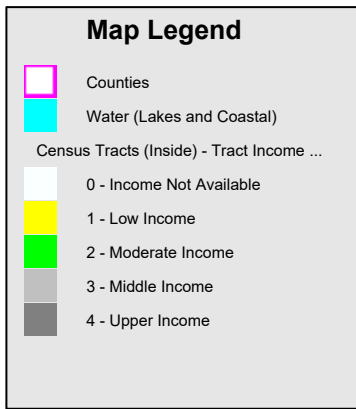 Map Legend
Counties
Water (Lakes and Coastal)
Census Tracts (Inside) - Tract Income ...
0 - Income Not Available
1 - Low Income
2 - Moderate Income
3 - Middle Income
4 - Upper Income